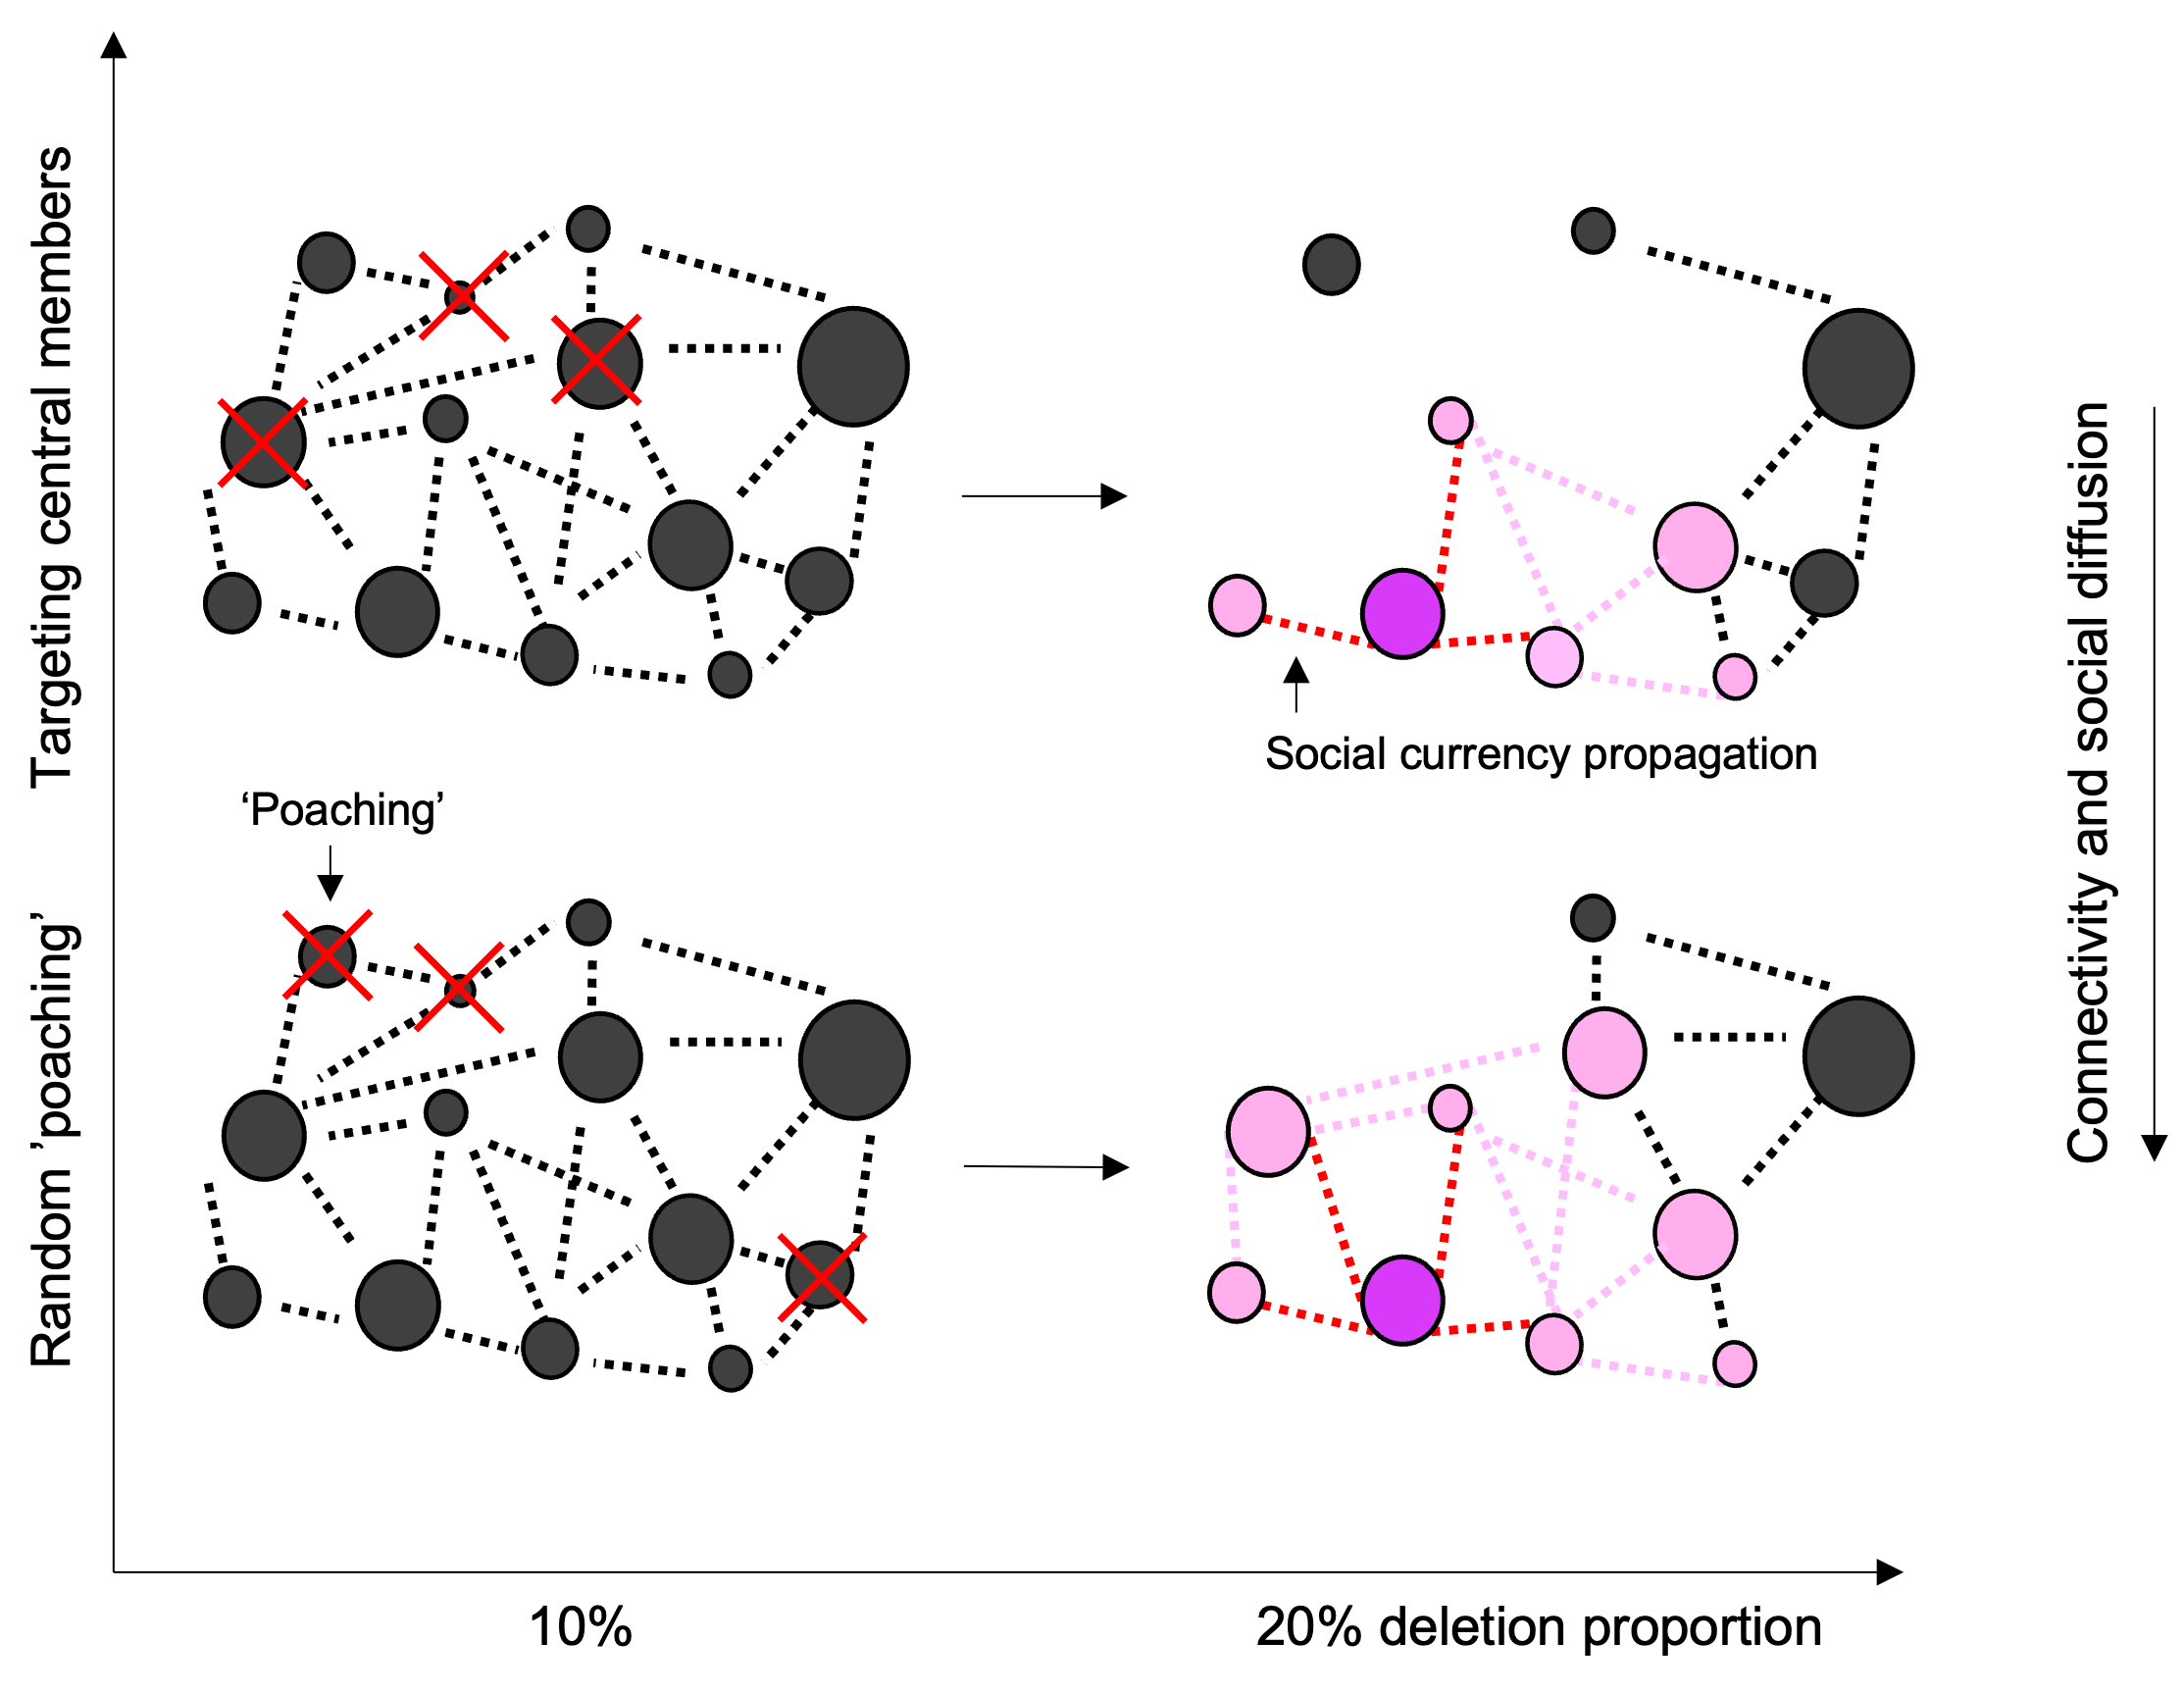 Targeting central members
Social currency propagation
‘Poaching’
Random ’poaching’
Connectivity and social diffusion
10%
20% deletion proportion